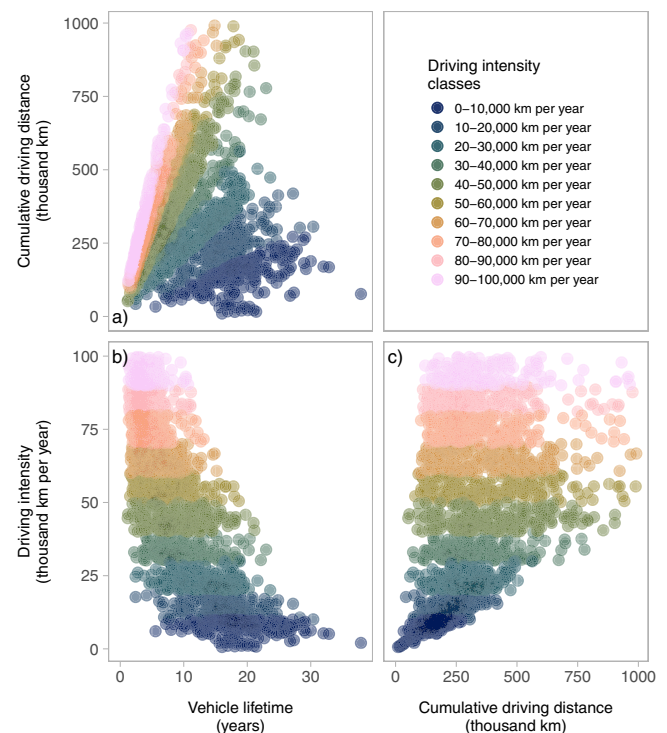 Cumulative driving distance
(thousand km)
1000
750
500
250
0
a)
Driving intensity
classes
0–10,000 km per year
10–20,000 km per year
20–30,000 km per year
30–40,000 km per year
40–50,000 km per year
50–60,000 km per year
60–70,000 km per year
70–80,000 km per year
80–90,000 km per year
90–100,000 km per year
Driving intensity
(thousand km per year)
100
75
50
25
0
b)
0 10 20 30
Vehicle lifetime
(years)
c)
0 250 500 750 1000
Cumulative driving distance
(thousand km)